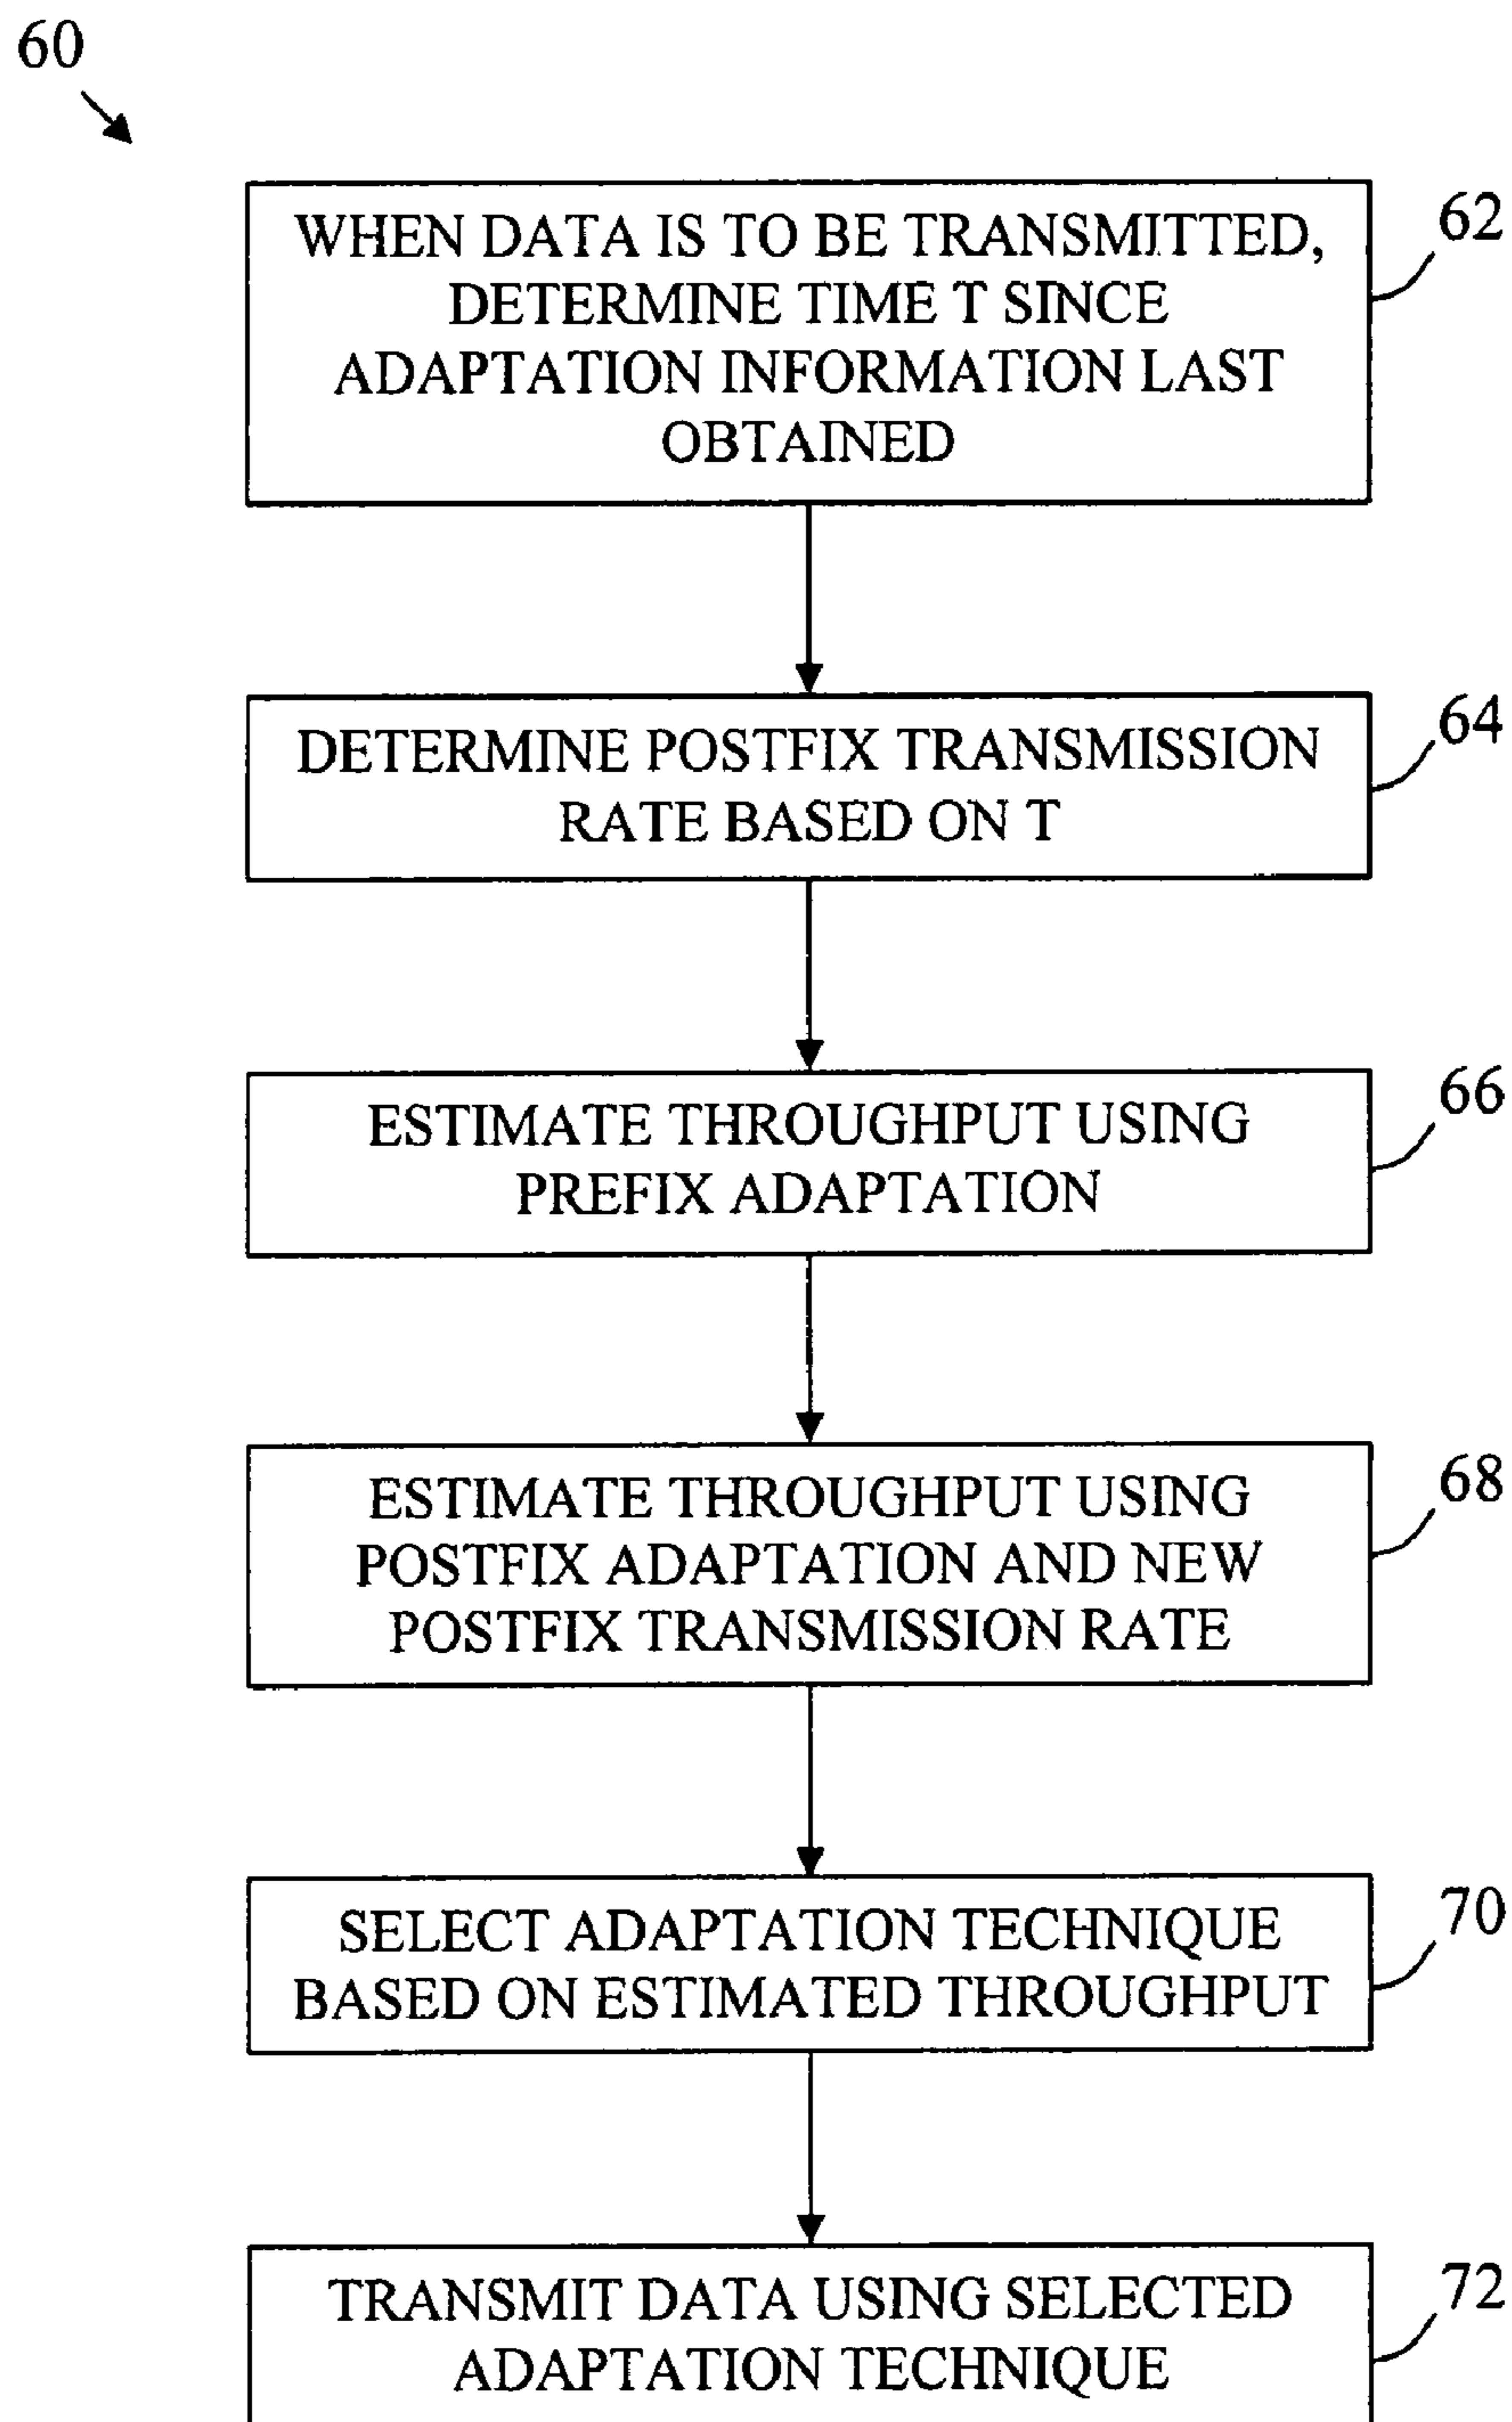 60
WHEN DATA IS TO BE TRANSMITTED,
DETERMINE TIME T SINCE
ADAPTATION INFORMATION LAST
OBTAINED
62
DETERMINE POSTFIX TRANSMISSION
RATE BASED ON T
64
ESTIMATE THROUGHPUT USING
PREFIX ADAPTATION
66
ESTIMATE THROUGHPUT USING
POSTFIX ADAPTATION AND NEW
POSTFIX TRANSMISSION RATE
68
SELECT ADAPTATION TECHNIQUE
BASED ON ESTIMATED THROUGHPUT
70
TRANSMIT DATA USING SELECTED
ADAPTATION TECHNIQUE
72